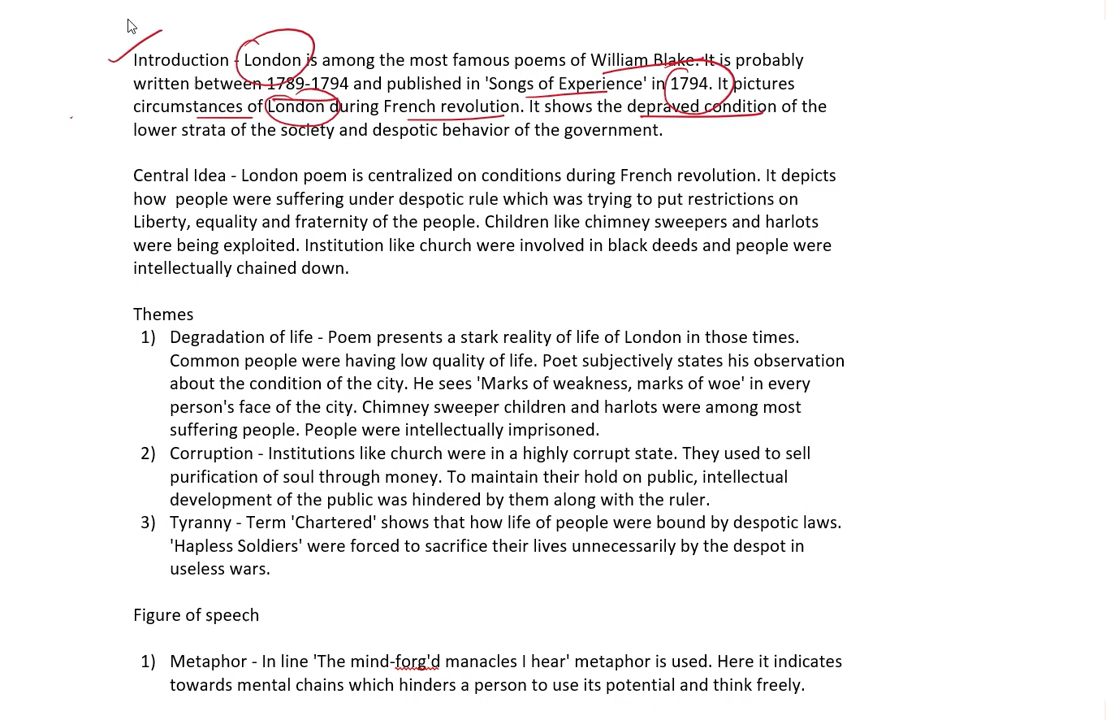 Introduction - London is among the most famous poems of William Blake. It is probably
written between 1789-1794 and published in 'Songs of Experience' in 1794. It pictures
circumstances of London during French revolution. It shows the depraved condition of the
lower strata of the society and despotic behavior of the government.
Central Idea - London poem is centralized on conditions during French revolution. It depicts
how  people were suffering under despotic rule which was trying to put restrictions on
Liberty, equality and fraternity of the people. Children like chimney sweepers and harlots
were being exploited. Institution like church were involved in black deeds and people were
intellectually chained down.
Themes
1) Degradation of life - Poem presents a stark reality of life of London in those times.
Common people were having low quality of life. Poet subjectively states his observation
about the condition of the city. He sees 'Marks of weakness, marks of woe' in every
person's face of the city. Chimney sweeper children and harlots were among most
suffering people. People were intellectually imprisoned.
2) Corruption - Institutions like church were in a highly corrupt state. They used to sell
purification of soul through money. To maintain their hold on public, intellectual
development of the public was hindered by them along with the ruler.
3) Tyranny - Term 'Chartered' shows that how life of people were bound by despotic laws.
'Hapless Soldiers' were forced to sacrifice their lives unnecessarily by the despot in
useless wars.
Figure of speech
1) Metaphor - In line 'The mind-forg'd manacles I hear' metaphor is used. Here it indicates
towards mental chains which hinders a person to use its potential and think freely.